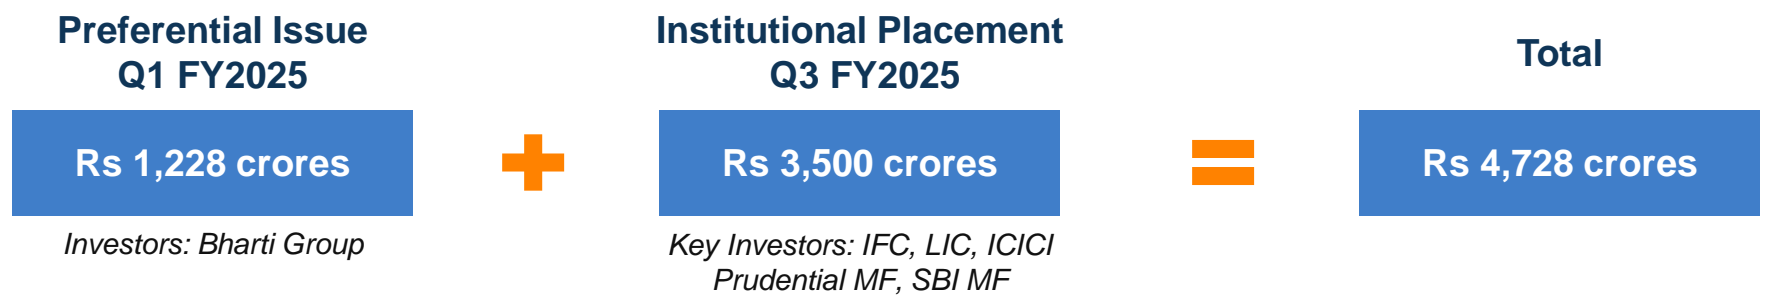 Preferential Issue
Q1 FY2025
Rs 1,228 crores
Investors: Bharti Group
Institutional Placement
Q3 FY2025
Rs 3,500 crores
Key Investors: IFC, LIC, ICICI
Prudential MF, SBI MF
Total
Rs 4,728 crores